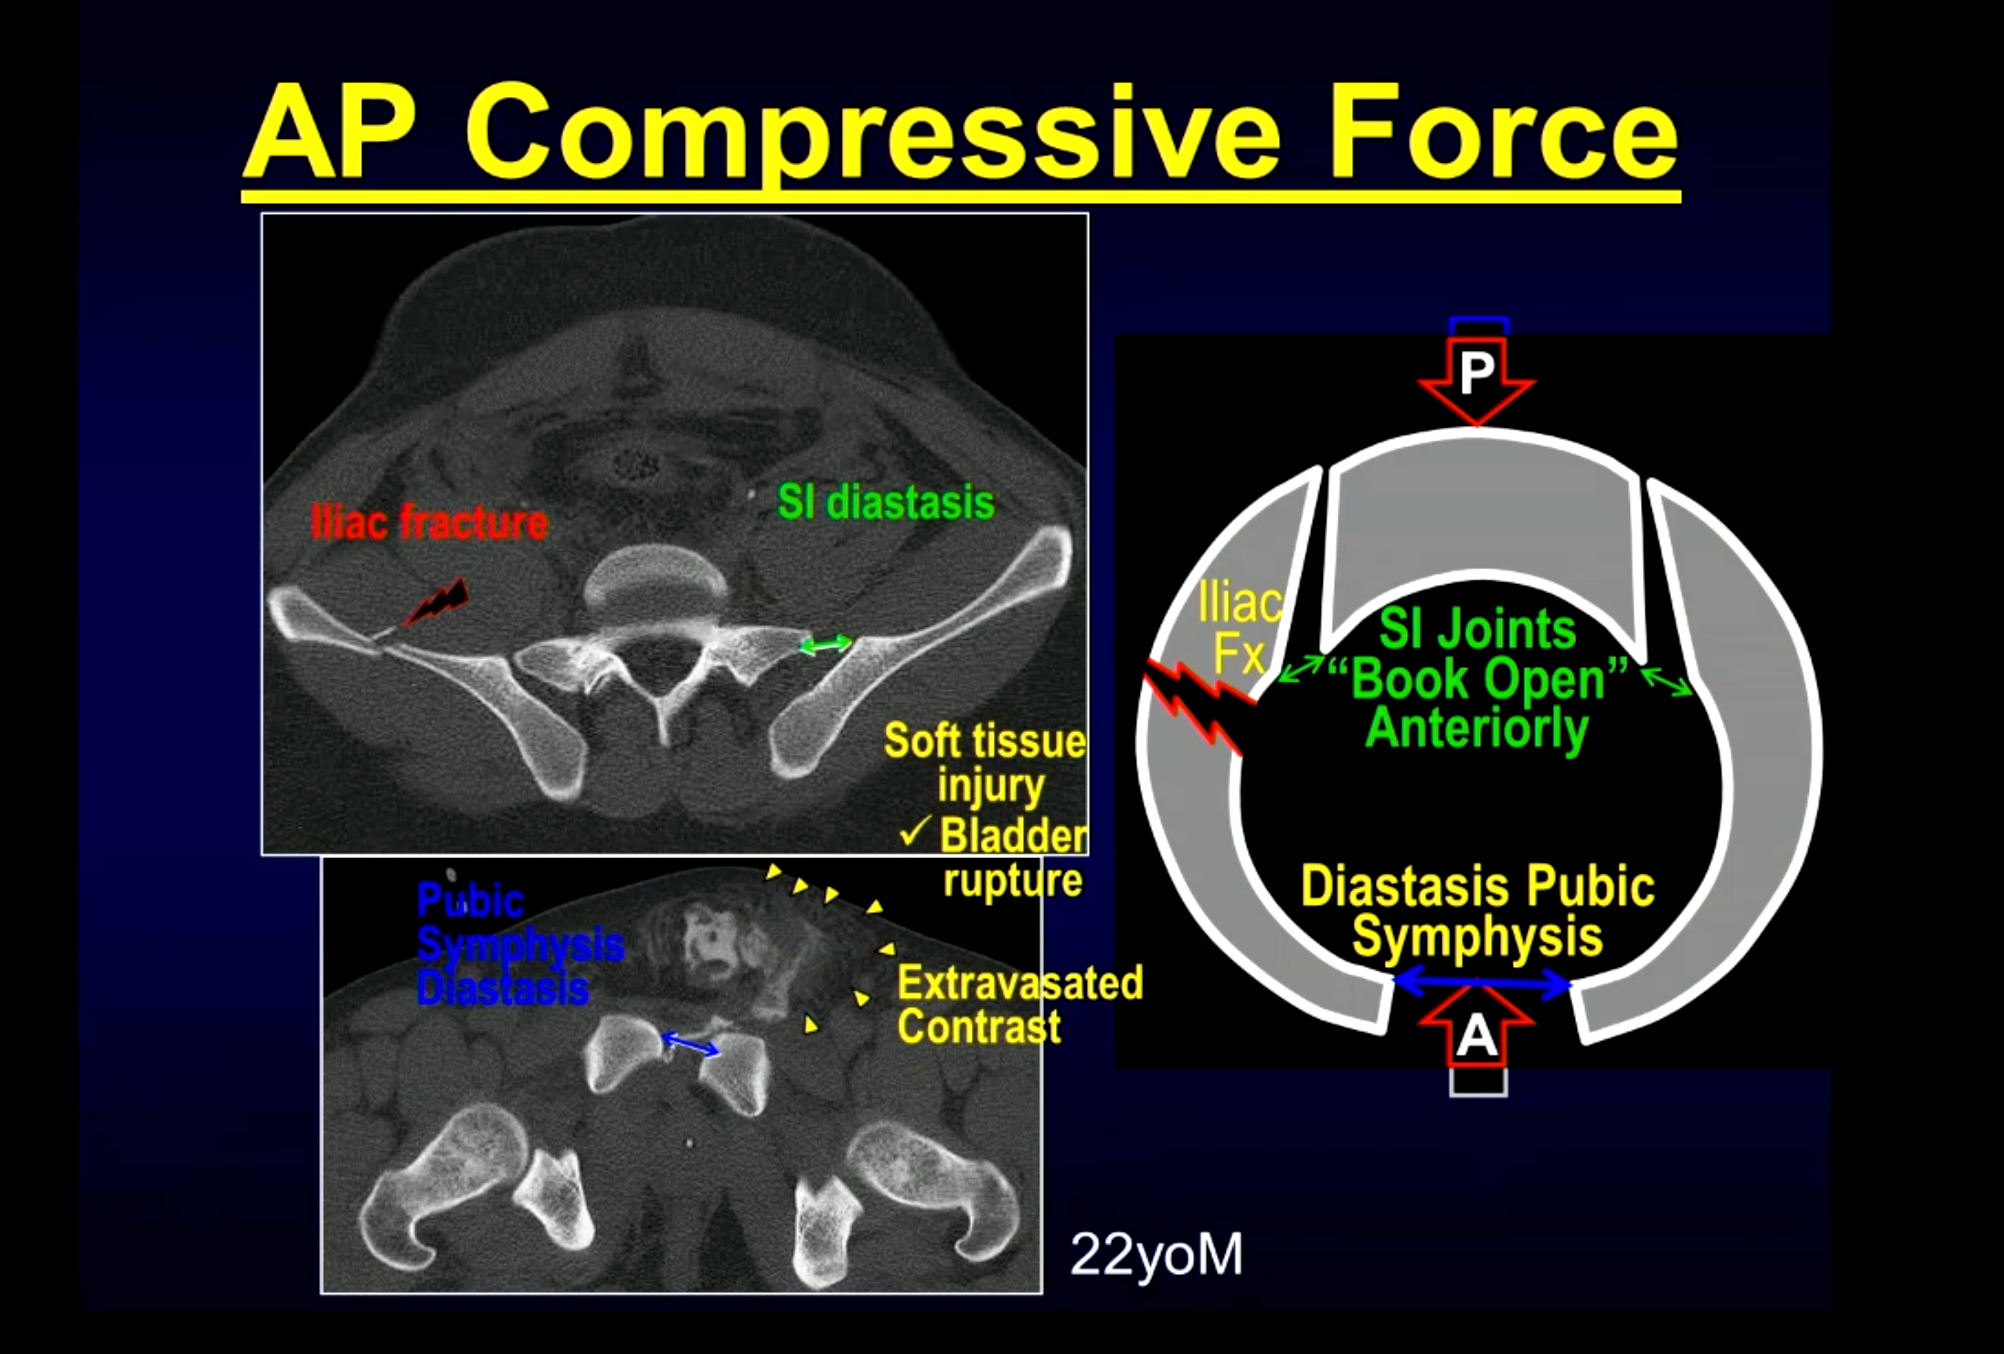 AP Compressive Force
Iliac fracture
SI diastasis
Soft tissue
injury
✓ Bladder
rupture
Pubic
Symphysis
Diastasis
Extravasated
Contrast
P
Iliac
Fx
SI Joints
“Book Open”
Anteriorly
Diastasis Pubic
Symphysis
A
22yoM